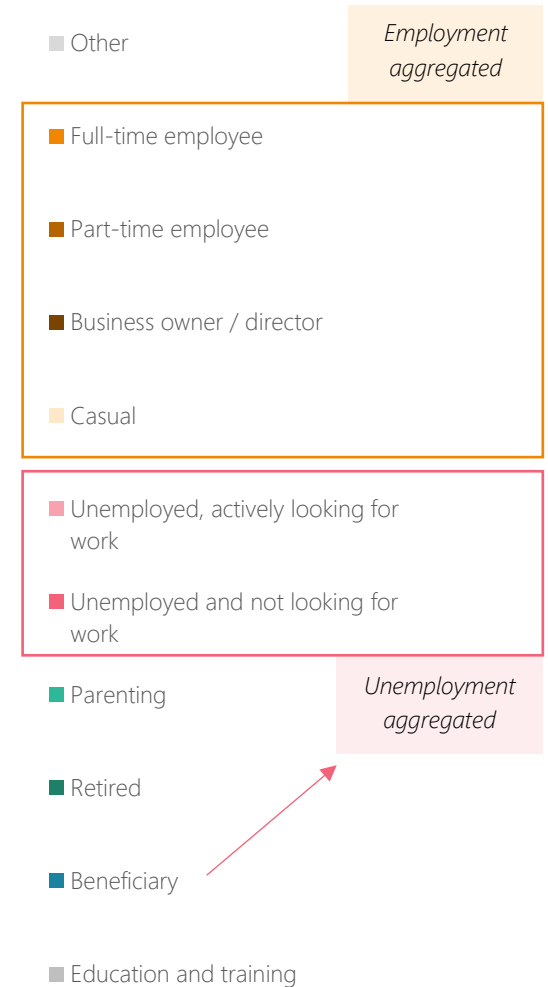 Other
Employment
aggregated
Full-time employee
Part-time employee
Business owner / director
Casual
Unemployed, actively looking for
work
Unemployed and not looking for
work
Parenting
Unemployment
aggregated
Retired
Beneficiary
Education and training